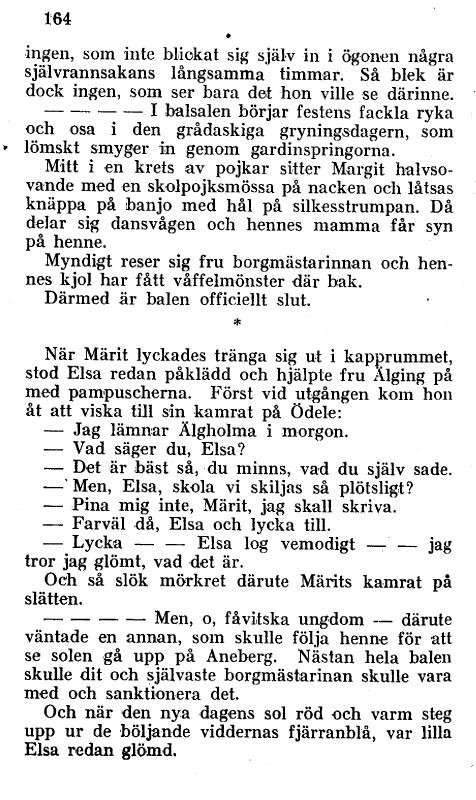 164
ingen, som inte blickat sig själv in i ögonen några
självrannsakans långsamma timmar. Så blek är
dock ingen, som ser bara det hon ville se därinne.
— — — — I balsalen börjar festens fackla ryka
och osa i den grådaskiga gryningsdagern, som
lömskt smyger in genom gardinspringorna.
Mitt i en krets av pojkar sitter Margit halvso-
vande med en skolpojksmössa på nacken och låtsas
knäppa på banjo med hål på silkesstrumpan. Då
delar sig dansvågen och hennes mamma får syn
på henne.
Myndigt reser sig fru borgmästarinnan och hen-
nes kjol har fått våffelmönster där bak.
Därmed är balen officiellt slut.
*
När Märit lyckades tränga sig ut i kapprummet,
stod Elsa redan påklädd och hjälpte fru Älging på
med pampuscherna. Först vid utgången kom hon
åt att viska till sin kamrat på Ödele:
— Jag lämnar Älgholma i morgon.
— Vad säger du, Elsa?
— Det är bäst så, du minns, vad du själv sade.
— Men, Elsa, skola vi skiljas så plötsligt?
— Pina mig inte, Märit, jag skall skriva.
— Farväl då, Elsa och lycka till.
— Lycka — — Elsa log vemodigt — — jag
tror jag glömt, vad det är.
Och så slök mörkret därute Märits kamrat på
slätten.
— — — — Men, o, fåvitska ungdom — därute
väntade en annan, som skulle följa henne för att
se solen gå upp på Aneberg. Nästan hela balen
skulle dit och självaste borgmästarinan skulle vara
med och sanktionera det.
Och när den nya dagens sol röd och varm steg
upp ur de böljande viddernas fjärranblå, var lilla
Elsa redan glömd.